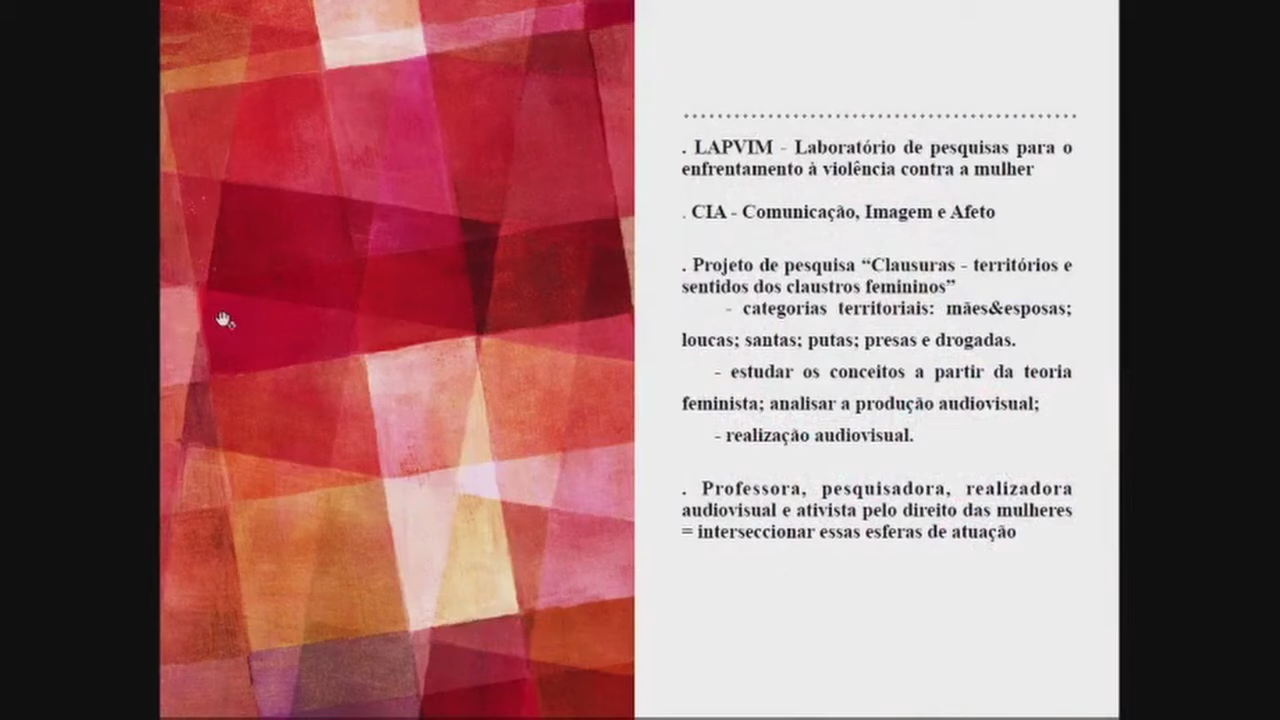 . LAPVIM - Laboratório de pesquisas para o
enfrentamento à violência contra a mulher
. CIA - Comunicação, Imagem e Afeto
. Projeto de pesquisa “Clausuras - territórios e
sentidos dos claustros femininos”
- categorias territoriais: mães&esposas;
loucas; santas; putas; presas e drogadas.
- estudar os conceitos a partir da teoria
feminista; analisar a produção audiovisual;
- realização audiovisual.
. Professora, pesquisadora, realizadora
audiovisual e ativista pelo direito das mulheres
= interseccionar essas esferas de atuação